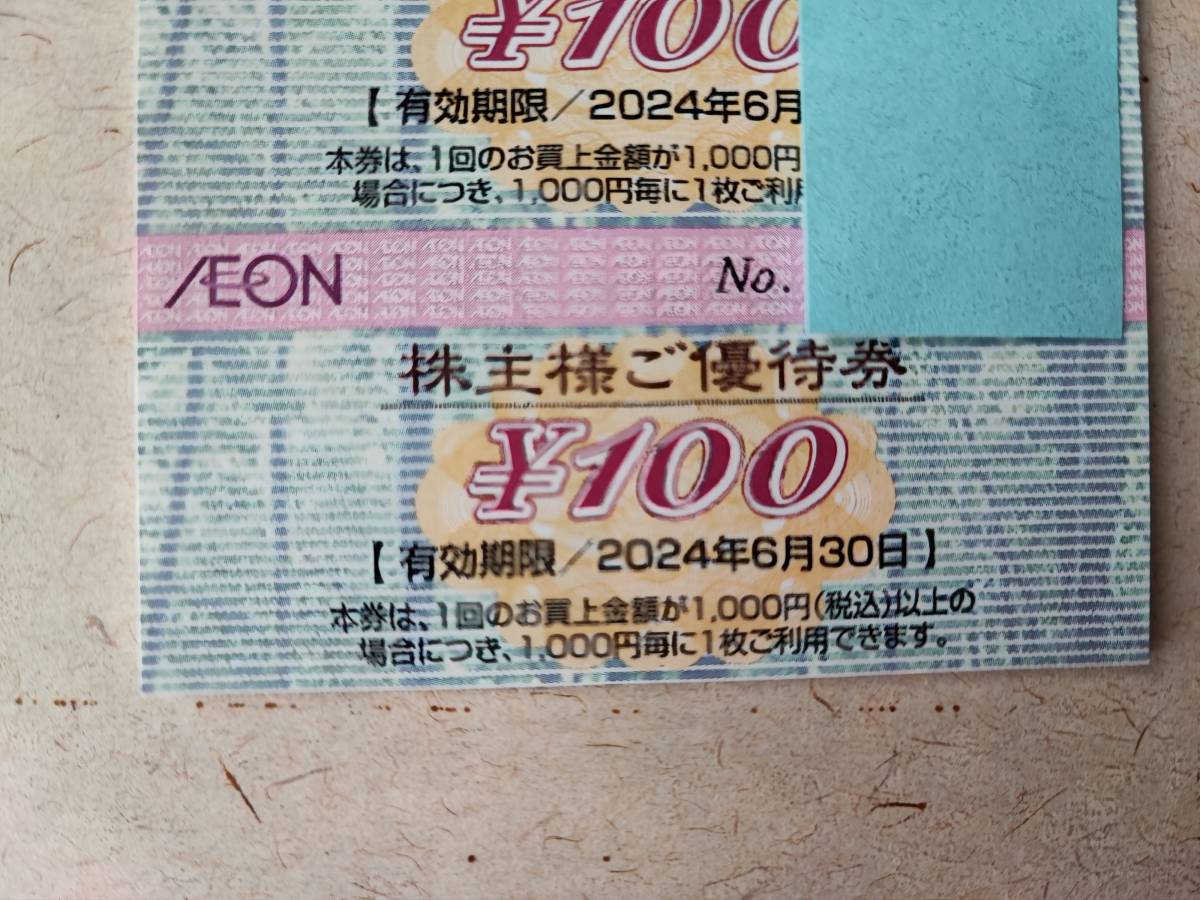 ¥100
【有効期限/2024年6月
本券は、1回のお買上金額が1,000円
場合につき、1,000円毎に1枚ご利用
ÆON No.
株主様ご優待券
¥100
【有効期限/2024年6月30日】
本券は、1回のお買上金額が1,000円(税込)以上の
場合につき、1,000円毎に1枚ご利用できます。